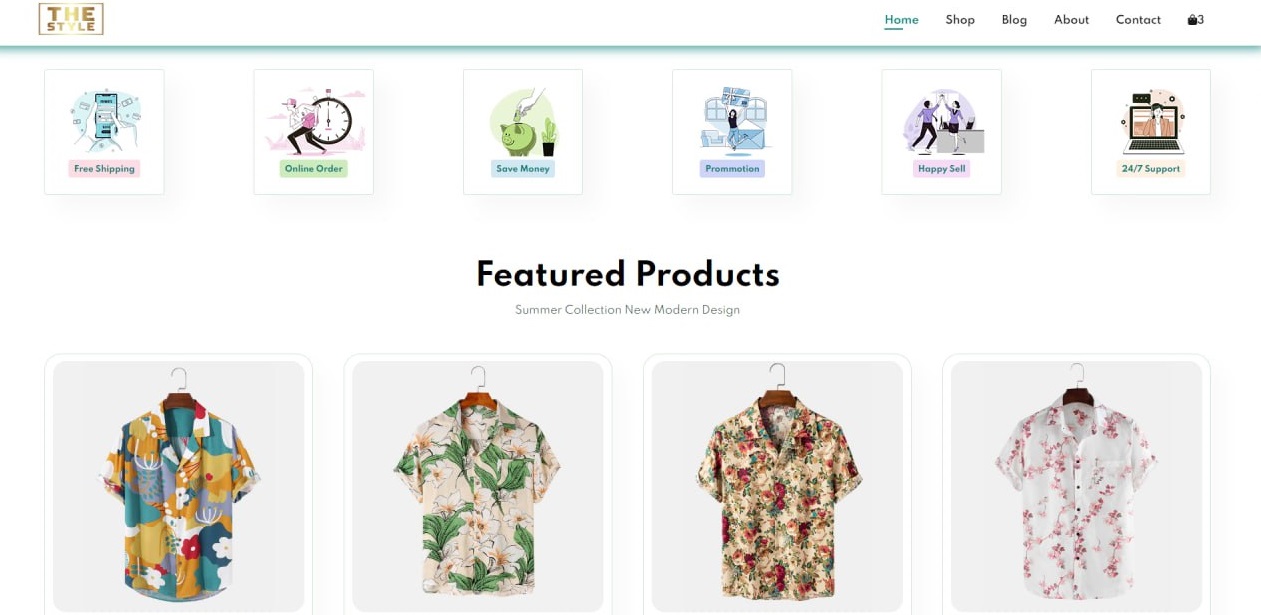 THE
STYLE
Home Shop Blog About Contact 3
Free Shipping Online Order Save Money Prommotion Happy Sell 24/7 Support
Featured Products
Summer Collection New Modern Design